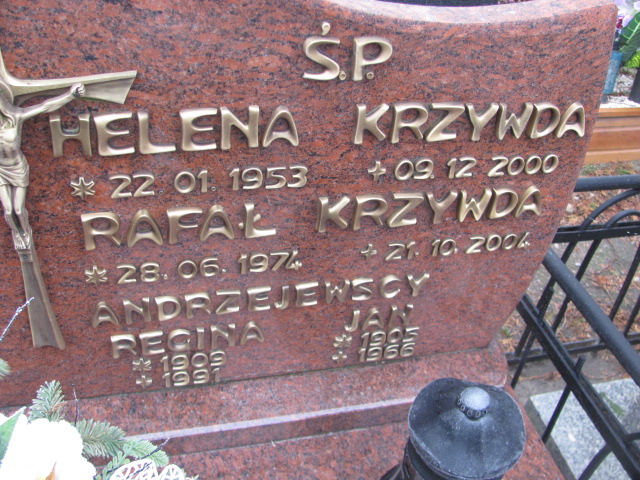 Ś.P.
HELENA KRZYWDA
* 22. 01. 1953 + 09. 12 2000
RAFAŁ KRZYWDA
* 28. 06. 1974 + 21. 10. 2004
ANDRZEJEWSCY
REGINA JAN
* 1909 * 1905
+ 1991 + 1966